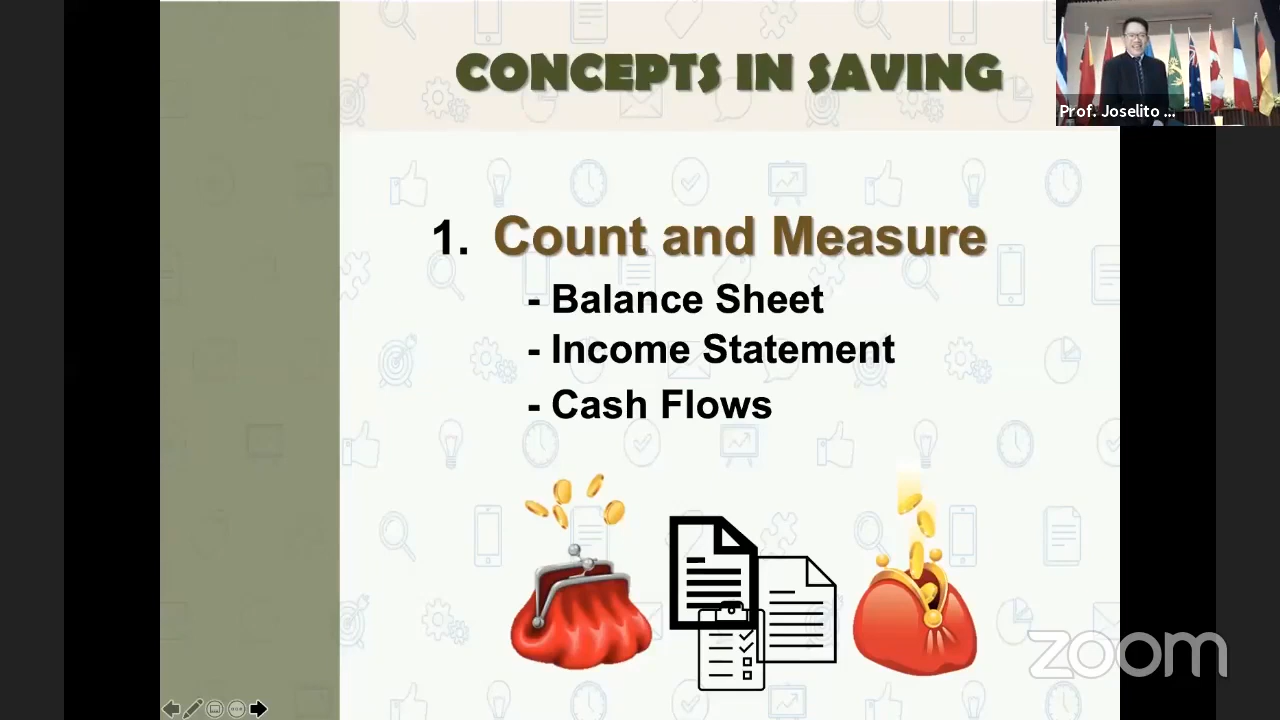 CONCEPTS IN SAVING
Prof. Joselito ...
1. Count and Measure
- Balance Sheet
- Income Statement
- Cash Flows
zoom